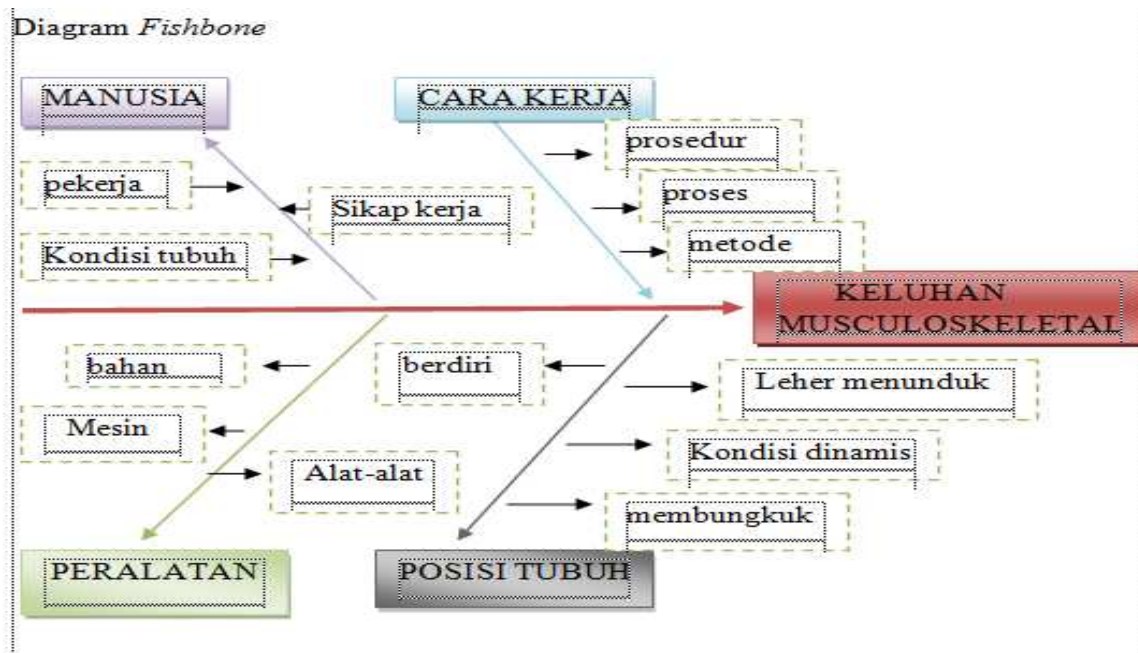 Diagram Fishbone
MANUSIA
CARA KERJA
prosedur
pekerja
Sikap kerja
proses
Kondisi tubuh
metode
KELUHAN
MUSCULOSKELETAL
bahan
berdiri
Leher menunduk
Mesin
Kondisi dinamis
Alat-alat
membungkuk
PERALATAN
POSISI TUBUH